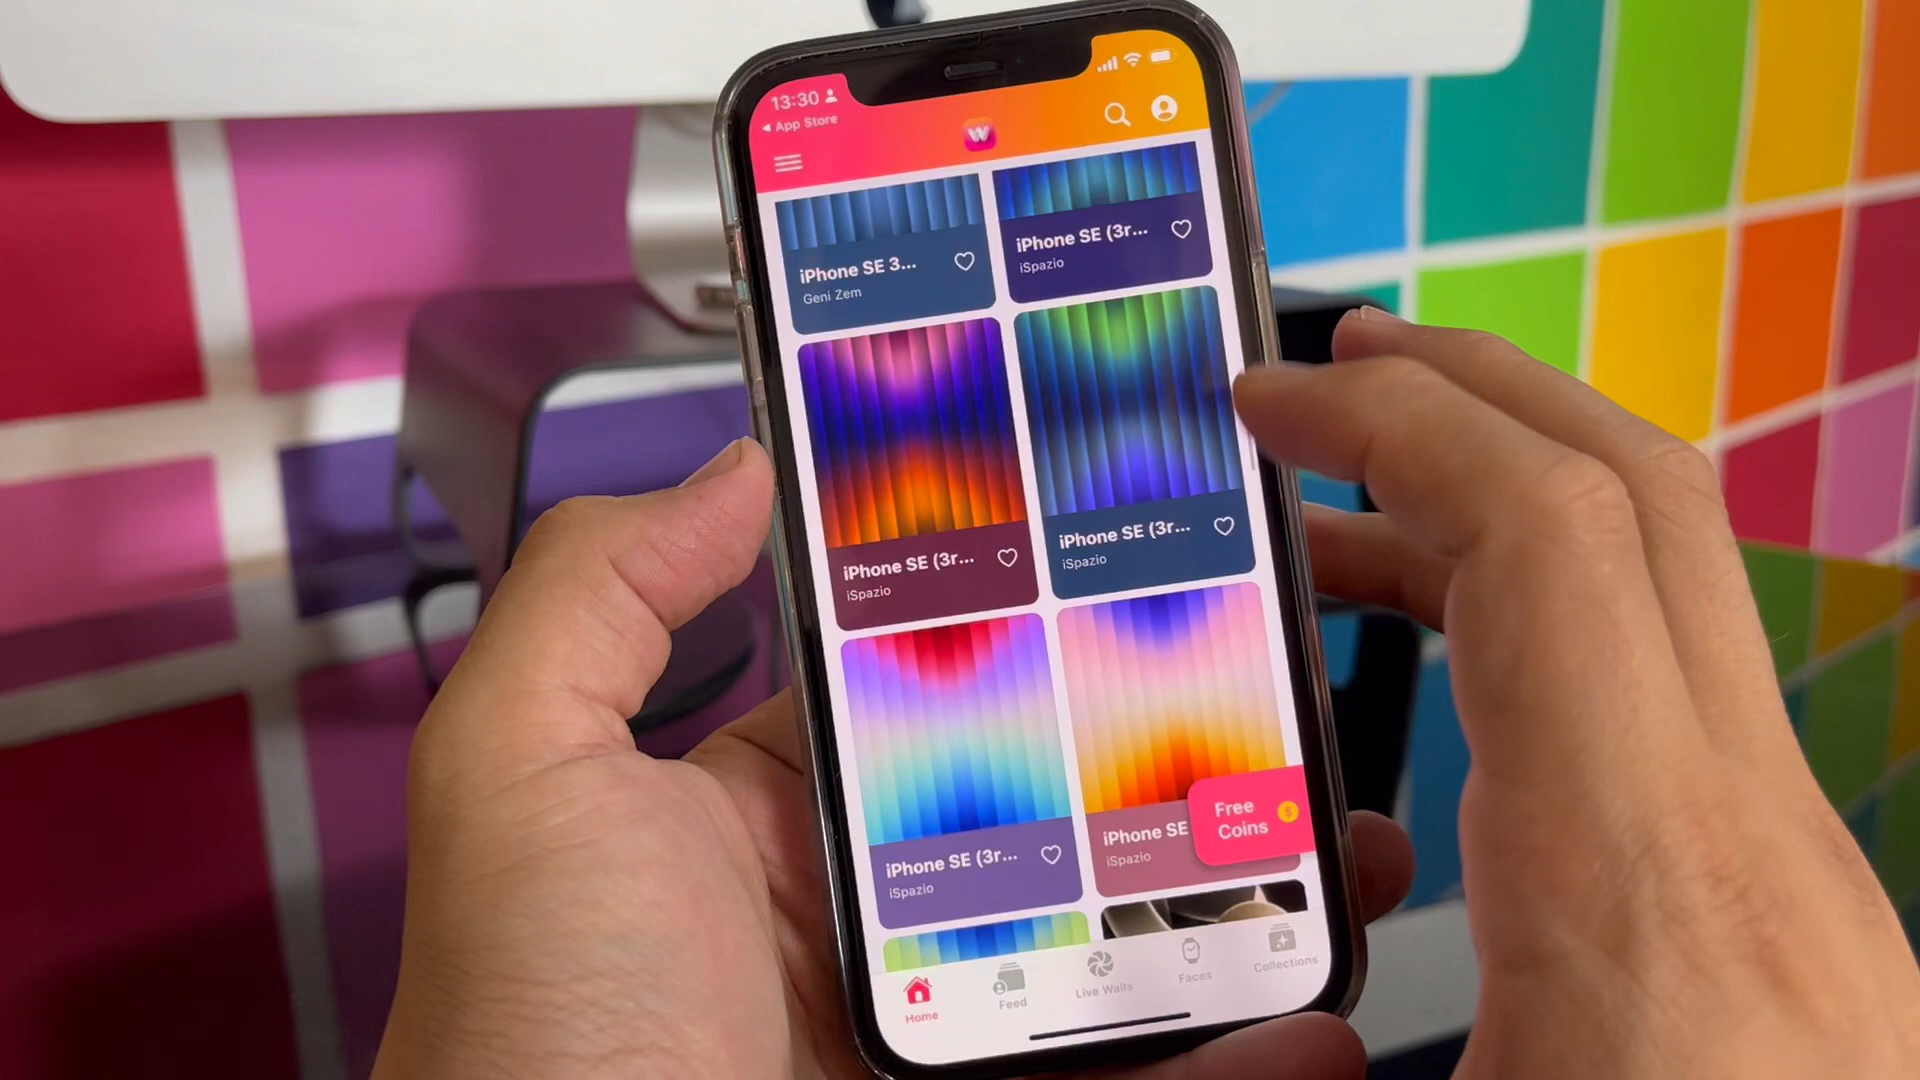 13:30
App Store
W
iPhone SE 3...
Geni Zem
iPhone SE (3r...
iSpazio
iPhone SE (3r...
iSpazio
iPhone SE (3r...
iSpazio
iPhone SE (3r...
iSpazio
iPhone SE
iSpazio
Free
Coins
$
Home
Feed
Live Walls
Faces
Collections